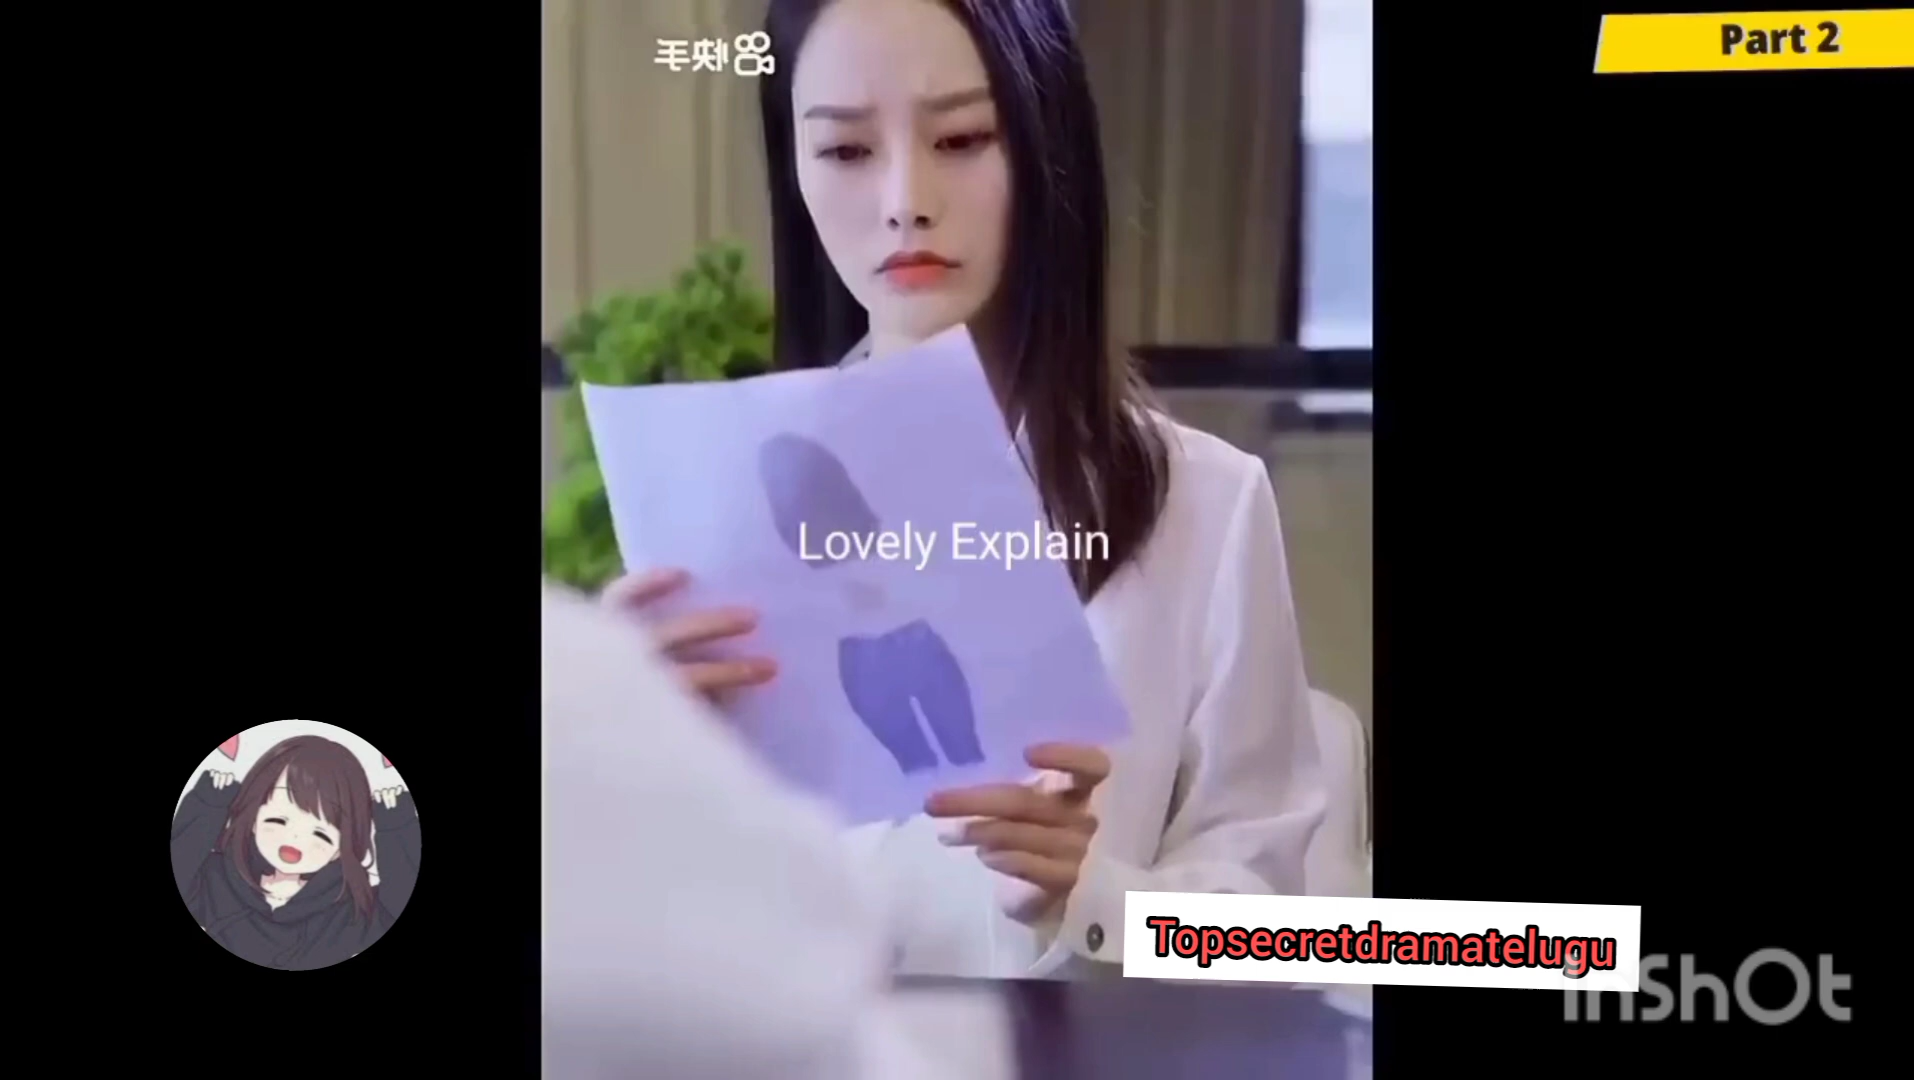 快手
Part 2
Lovely Explain
Topsecretdramatelugu
InShOt